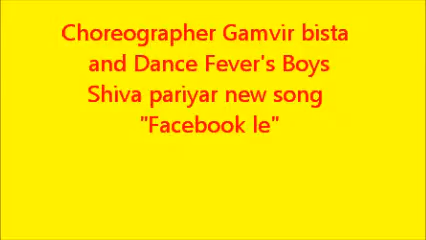 Choreographer Gamvir bista
and Dance Fever's Boys
Shiva pariyar new song
"Facebook le"